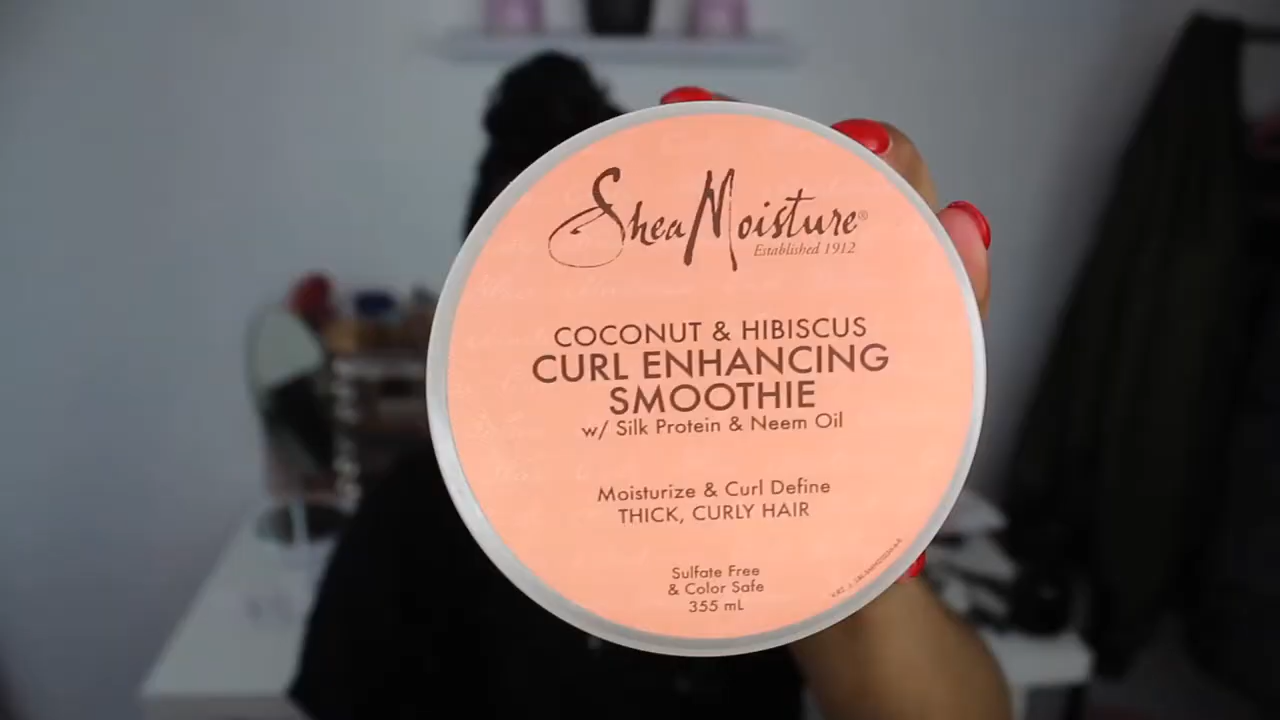 SheaMoisture®
Established 1912
COCONUT & HIBISCUS
CURL ENHANCING
SMOOTHIE
w/ Silk Protein & Neem Oil
Moisturize & Curl Define
THICK, CURLY HAIR
Sulfate Free
& Color Safe
355 mL